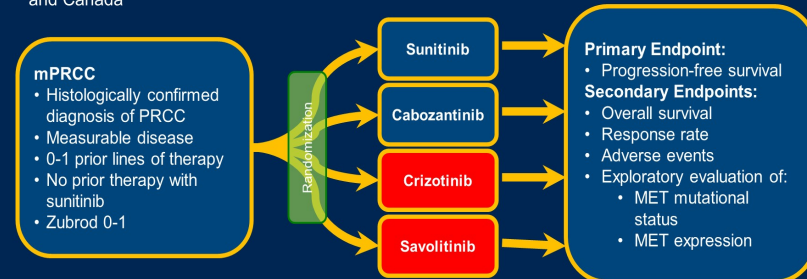 and Canada
mPRCC
• Histologically confirmed
diagnosis of PRCC
• Measurable disease
• 0-1 prior lines of therapy
• No prior therapy with
sunitinib
• Zubrod 0-1
Randomization
Sunitinib
Cabozantinib
Crizotinib
Savolitinib
Primary Endpoint:
• Progression-free survival
Secondary Endpoints:
• Overall survival
• Response rate
• Adverse events
• Exploratory evaluation of:
• MET mutational
status
• MET expression